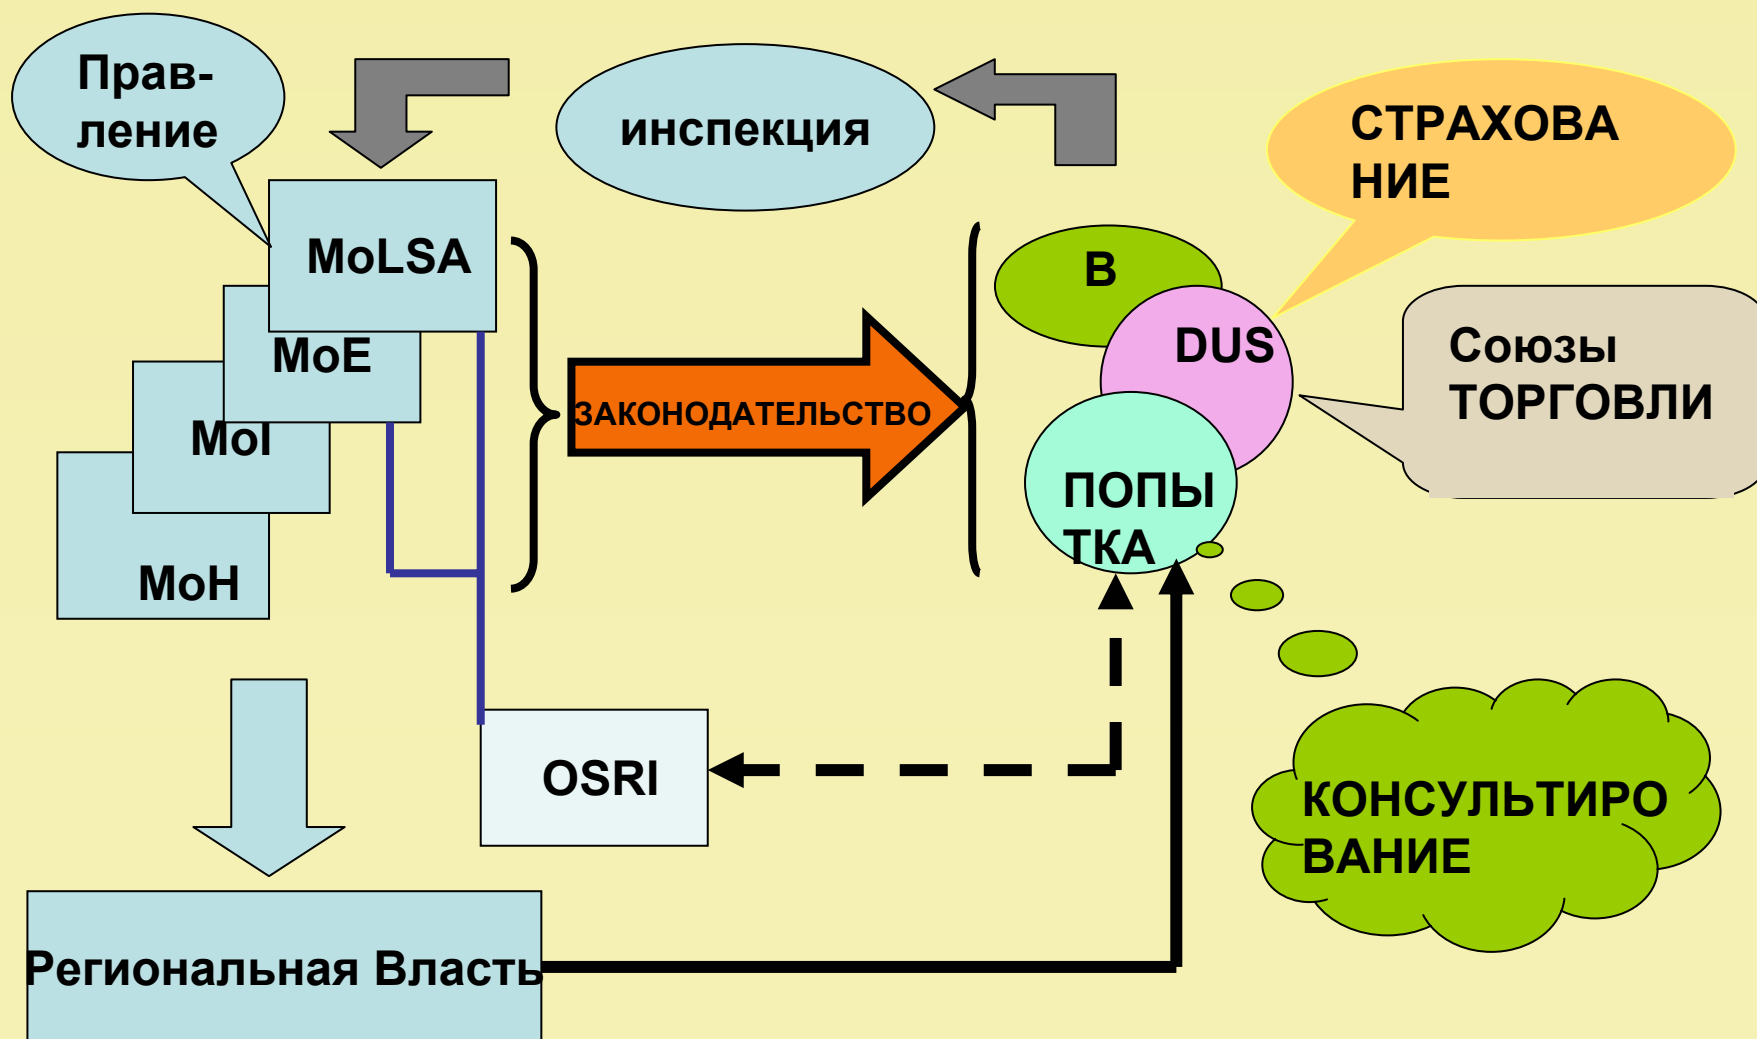 Прав-
ление
инспекция
СТРАХОВА
НИЕ
MoLSA
В
MoE
DUS
Союзы
ТОРГОВЛИ
ЗАКОНОДАТЕЛЬСТВО
MoI
ПОПЫ
ТКА
MoH
OSRI
КОНСУЛЬТИРО
ВАНИЕ
Региональная Власть